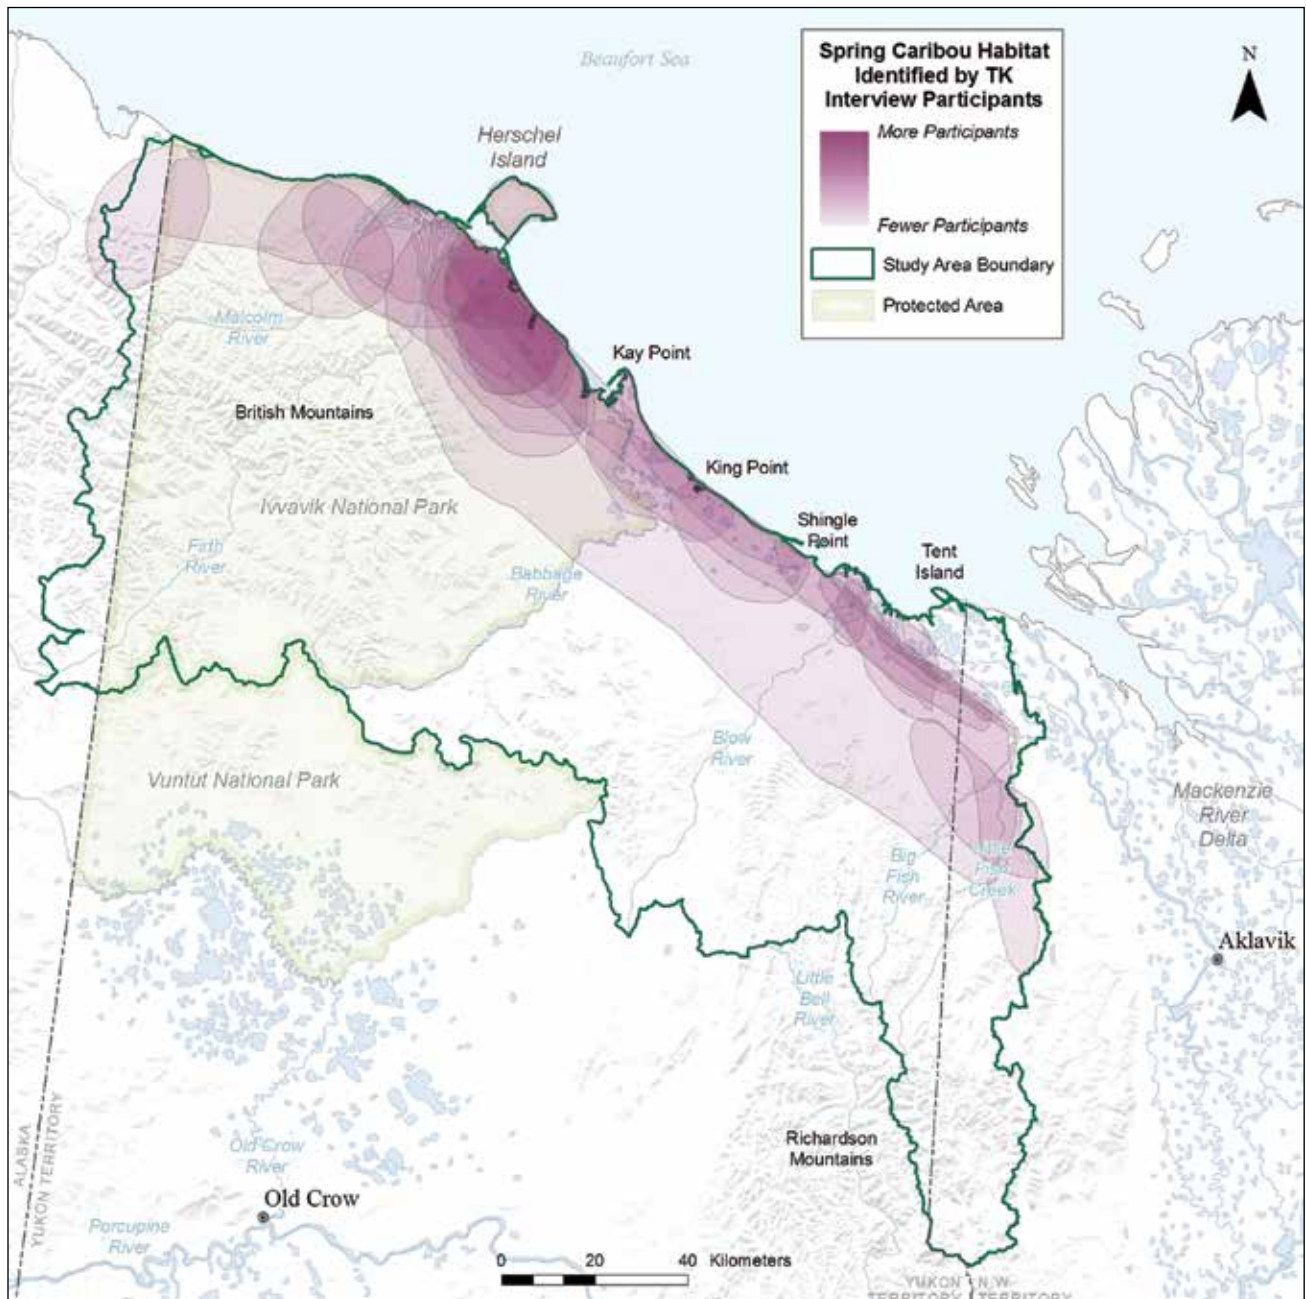 Beaufort Sea
Spring Caribou Habitat
Identified by TK
Interview Participants
More Participants
Fewer Participants
Study Area Boundary
Protected Area
N
Herschel
Island
Malcolm
River
Kay Point
British Mountains
King Point
Ivvavik National Park
Shingle
Point
Firth
River
Babbage
River
Tent
Island
Blow
River
Vuntut National Park
Mackenzie
River
Delta
Big
Fish
River
Little
Fish
Creek
Aklavik
Little
Bell
River
ALASKA
YUKON TERRITORY
Old Crow
River
Richardson
Mountains
Old Crow
Porcupine
River
0 20 40 Kilometers
YUKON N.W.
TERRITORY TERRITORY